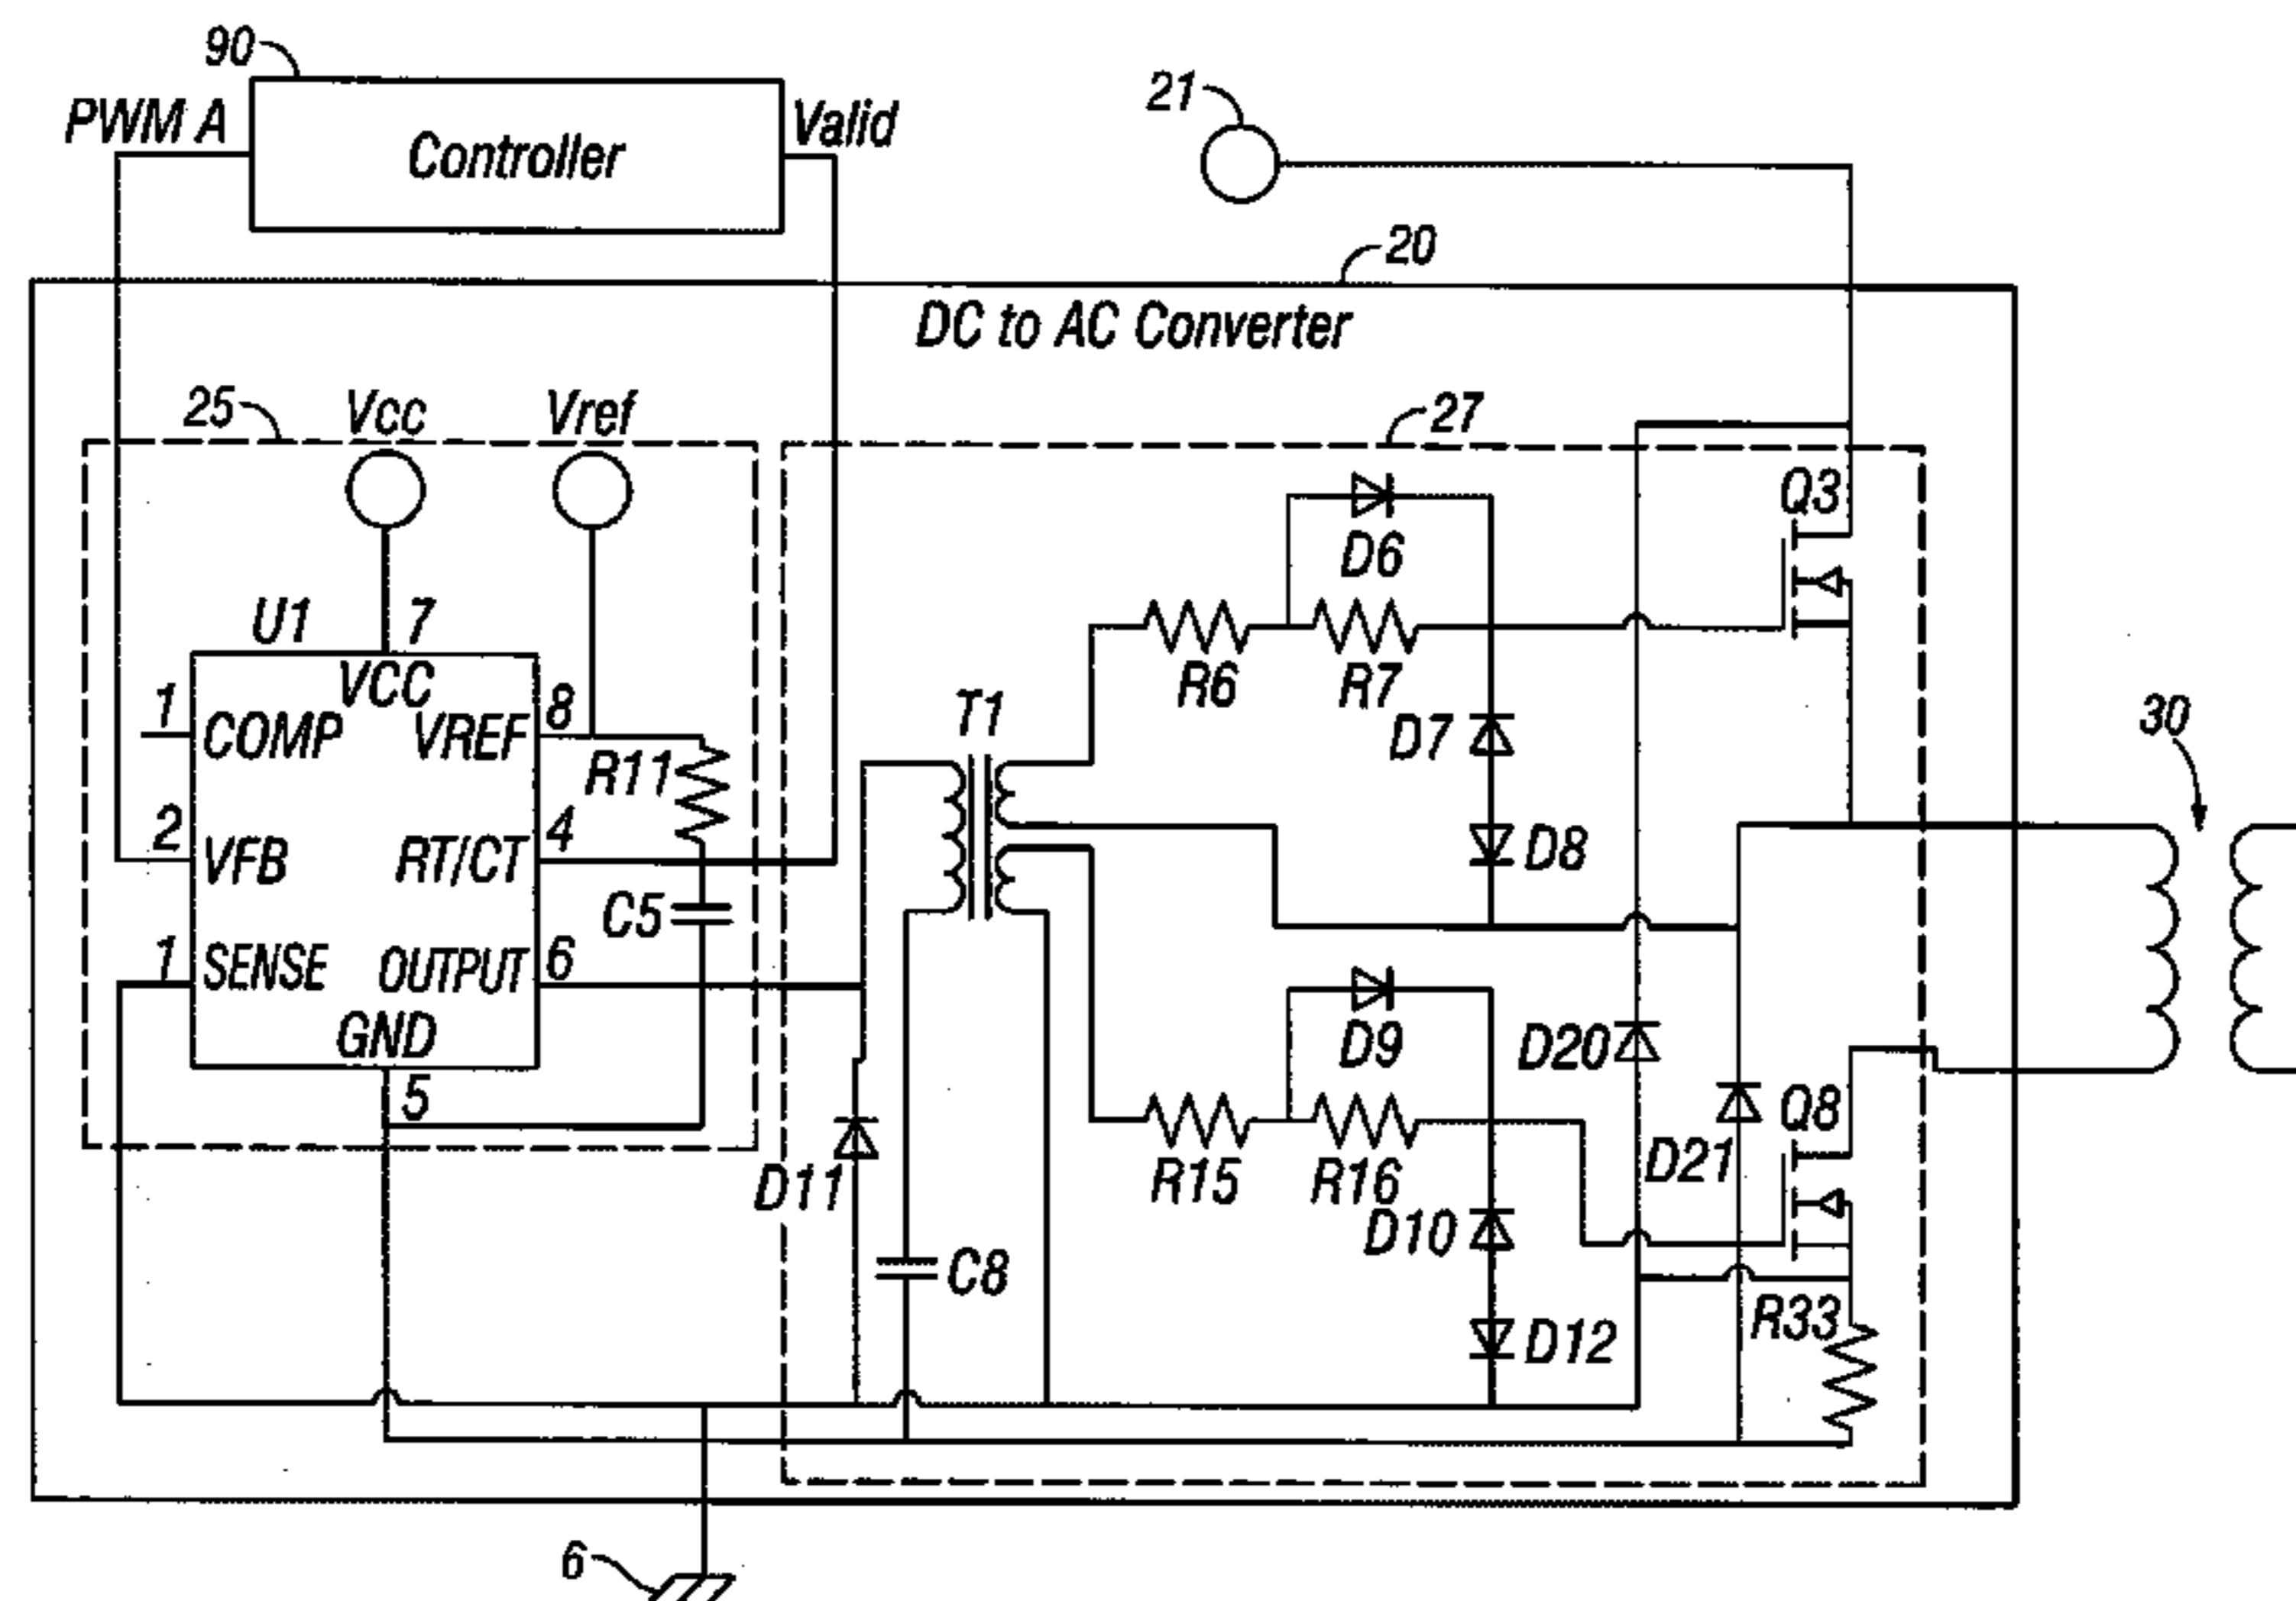 90
PWM A
Controller
Valid
21
20
DC to AC Converter
25
Vcc
Vref
27
Q3
D6
U1
7
VCC
1
COMP
VREF
8
R6
R7
R11
T1
D7
30
2
VFB
RT/CT
4
D8
C5
1
SENSE
OUTPUT
6
GND
5
D9
D20
Q8
D11
R15
R16
D21
D10
C8
R33
D12
6